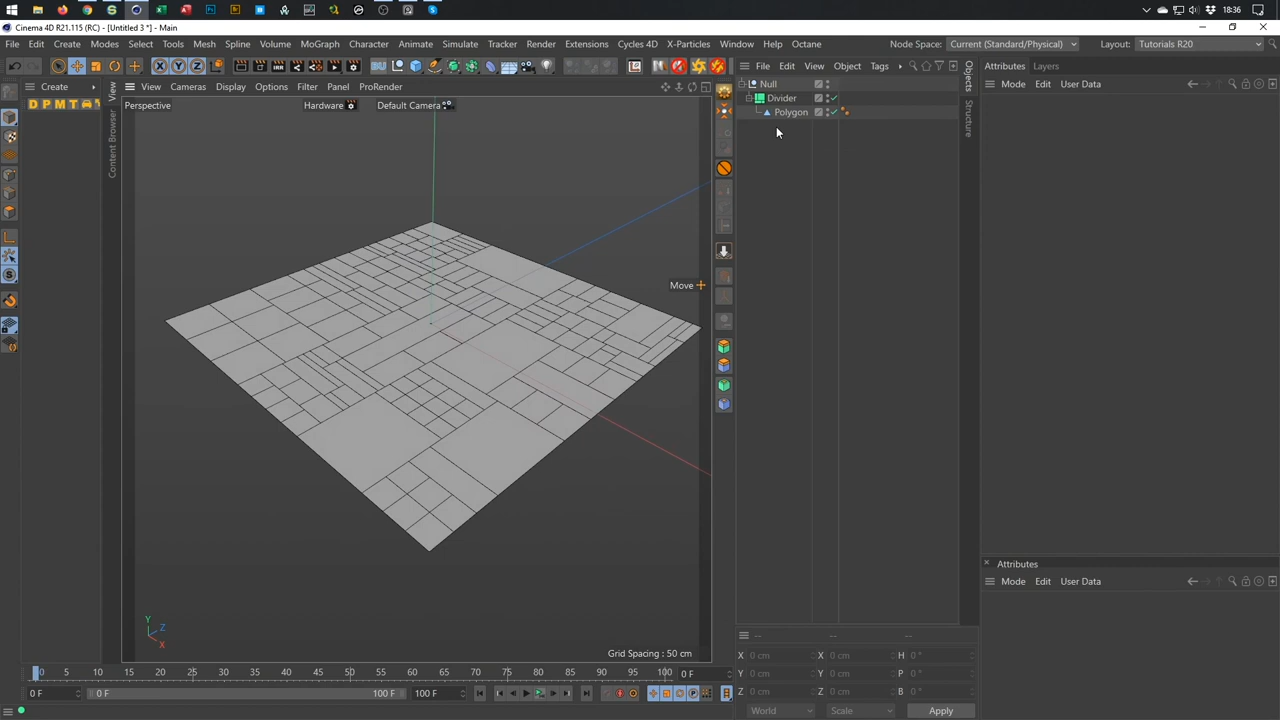 18:36
Cinema 4D R21.115 (RC) - [Untitled 3 *] - Main
File Edit Create Modes Select Tools Mesh Spline Volume MoGraph Character Animate Simulate Tracker Render Extensions Cycles 4D X-Particles Window Help Octane
Node Space: Current (Standard/Physical) Layout: Tutorials R20
X Y Z IRR
File Edit View Object Tags
Attributes Layers
Create View Cameras Display Options Filter Panel ProRender
Mode Edit User Data
Null
D P M T
Perspective Hardware Default Camera
Divider
Polygon
View
Content Browser
Objects
Structure
Move
Attributes
Mode Edit User Data
Y
Z
X
Grid Spacing : 50 cm
-- -- --
X 0 cm X 0 cm H 0 °
Y 0 cm Y 0 cm P 0 °
Z 0 cm Z 0 cm B 0 °
0 5 10 15 20 25 30 35 40 45 50 55 60 65 70 75 80 85 90 95 100 0 F
0 F 0 F 100 F 100 F
World Scale Apply